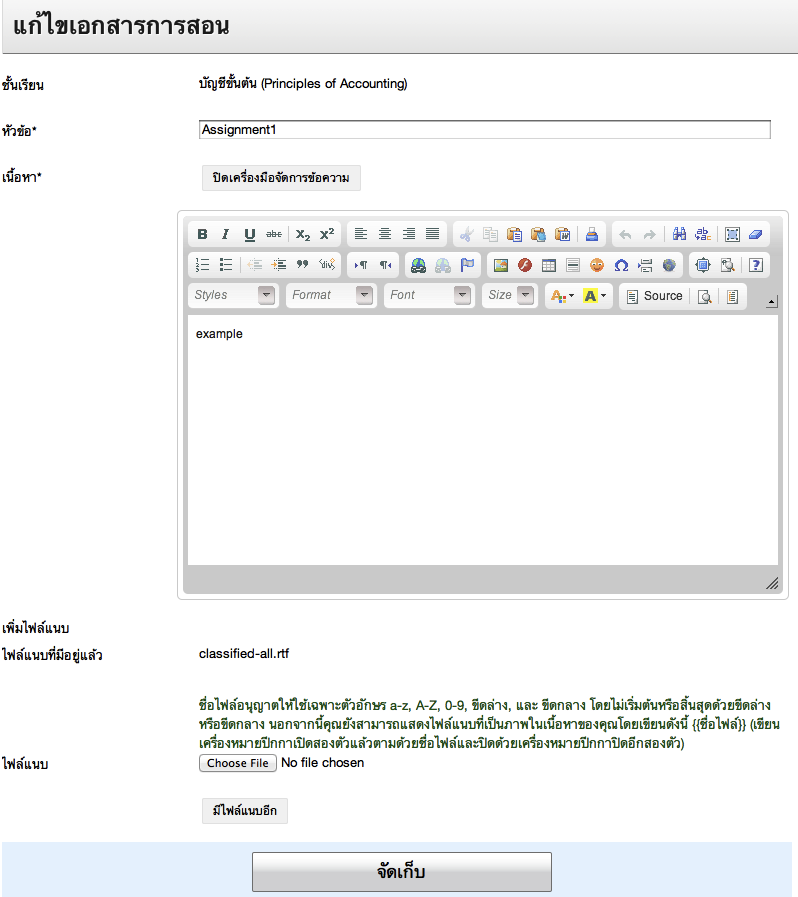 แก้ไขเอกสารการสอน
ชั้นเรียน บัญชีขั้นต้น (Principles of Accounting)
หัวข้อ* Assignment1
เนื้อหา* ปิดเครื่องมือจัดการข้อความ
B I U abc X₂ X²
Styles Format Font Size A A Source
example
เพิ่มไฟล์แนบ
ไฟล์แนบที่มีอยู่แล้ว classified-all.rtf
ชื่อไฟล์อนุญาตให้ใช้เฉพาะตัวอักษร a-z, A-Z, 0-9, ขีดล่าง, และ ขีดกลาง โดยไม่เริ่มต้นหรือสิ้นสุดด้วยขีดล่าง
หรือขีดกลาง นอกจากนี้คุณยังสามารถแสดงไฟล์แนบที่เป็นภาพในเนื้อหาของคุณโดยเขียนดังนี้ {{ชื่อไฟล์}} (เขียน
เครื่องหมายปีกกาเปิดสองตัวแล้วตามด้วยชื่อไฟล์และปิดด้วยเครื่องหมายปีกกาปิดอีกสองตัว)
ไฟล์แนบ Choose File No file chosen
มีไฟล์แนบอีก
จัดเก็บ